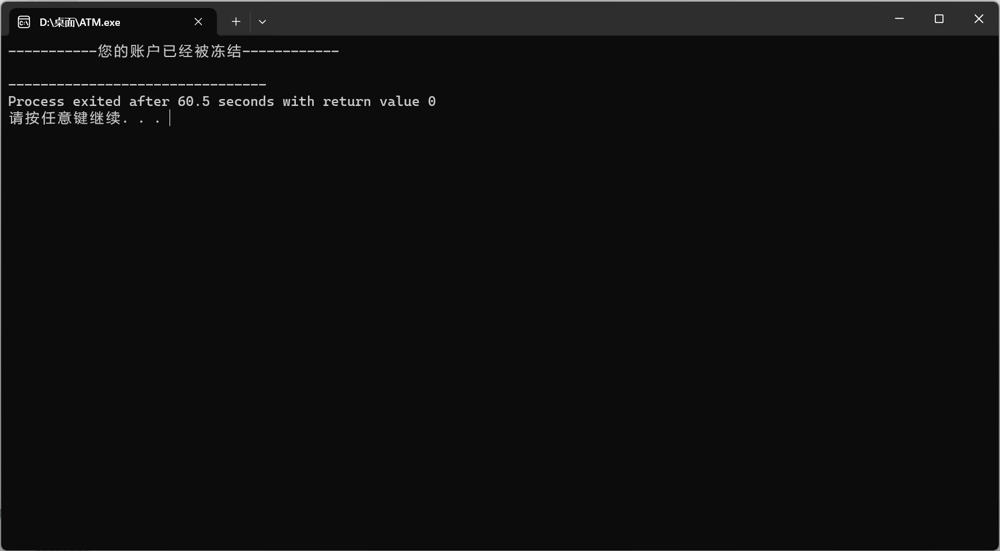 D:\桌面\ATM.exe
-----------您的账户已经被冻结------------
--------------------------------
Process exited after 60.5 seconds with return value 0
请按任意键继续. . .